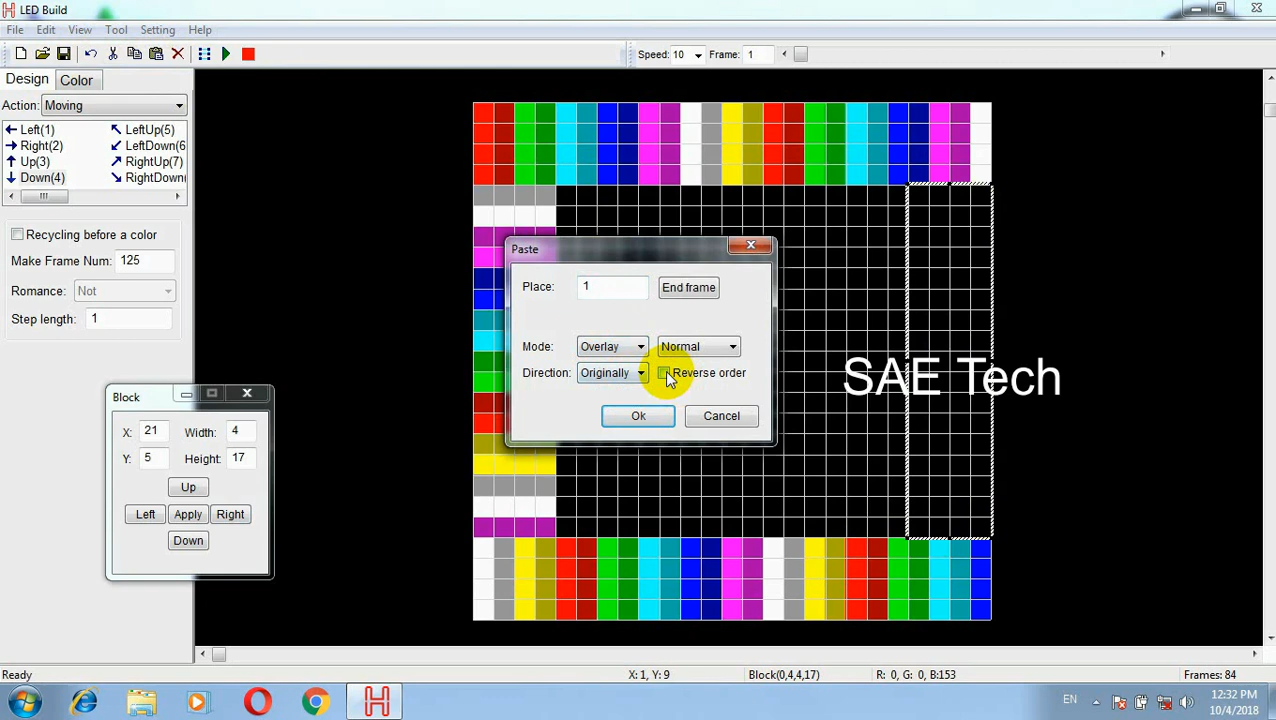 LED Build
File Edit View Tool Setting Help
Speed: 10 Frame: 1
Design Color
Action: Moving
Left(1) LeftUp(5)
Right(2) LeftDown(6
Up(3) RightUp(7)
Down(4) RightDown(
Recycling before a color
Make Frame Num: 125
Romance: Not
Step length: 1
Paste
Place: 1 End frame
Mode: Overlay Normal
Direction: Originally Reverse order
Ok Cancel
SAE Tech
Block
X: 21 Width: 4
Y: 5 Height: 17
Up
Left Apply Right
Down
Ready X: 1, Y: 9 Block(0,4,4,17) R: 0, G: 0, B:153 Frames: 84
EN 12:32 PM
10/4/2018